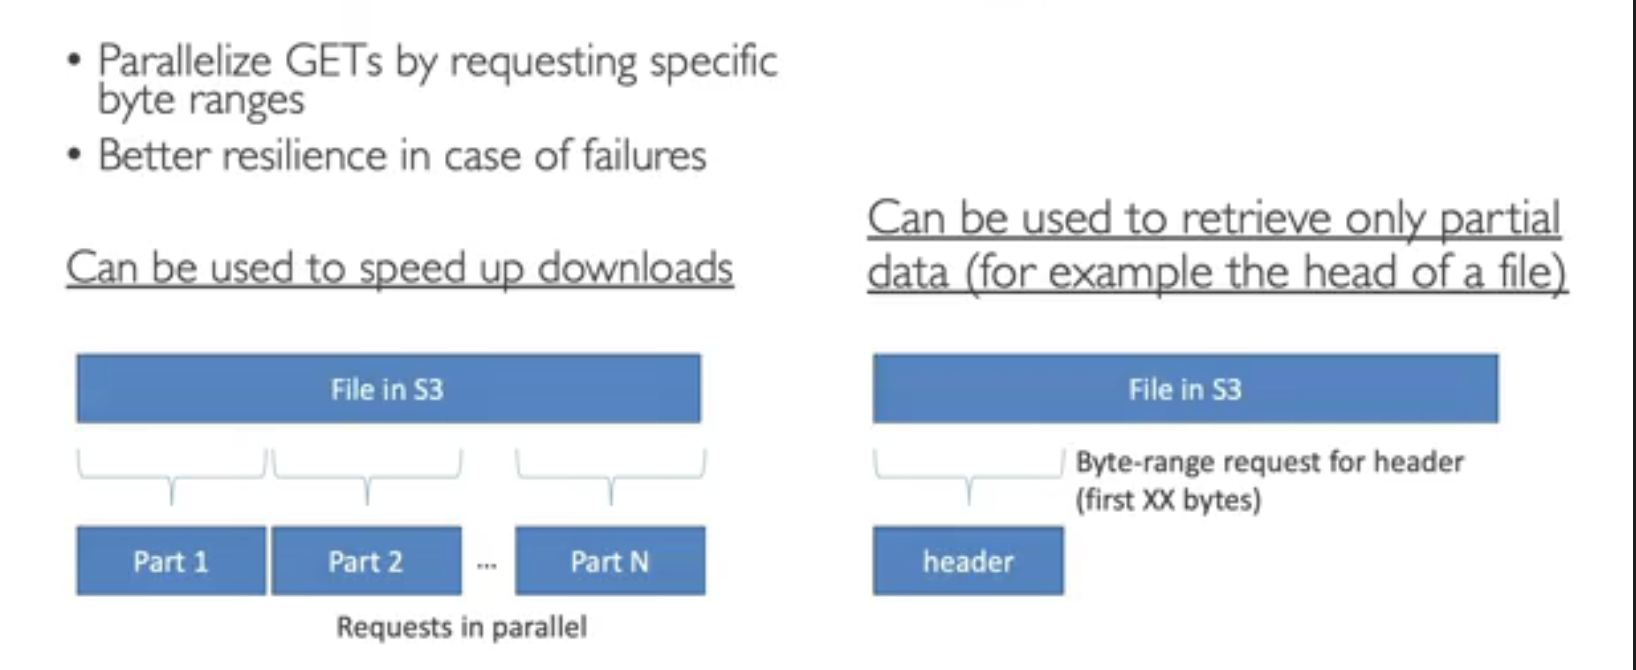 • Parallelize GETs by requesting specific
byte ranges
• Better resilience in case of failures
Can be used to speed up downloads
File in S3
Part 1
Part 2
...
Part N
Requests in parallel
Can be used to retrieve only partial
data (for example the head of a file)
File in S3
Byte-range request for header
(first XX bytes)
header